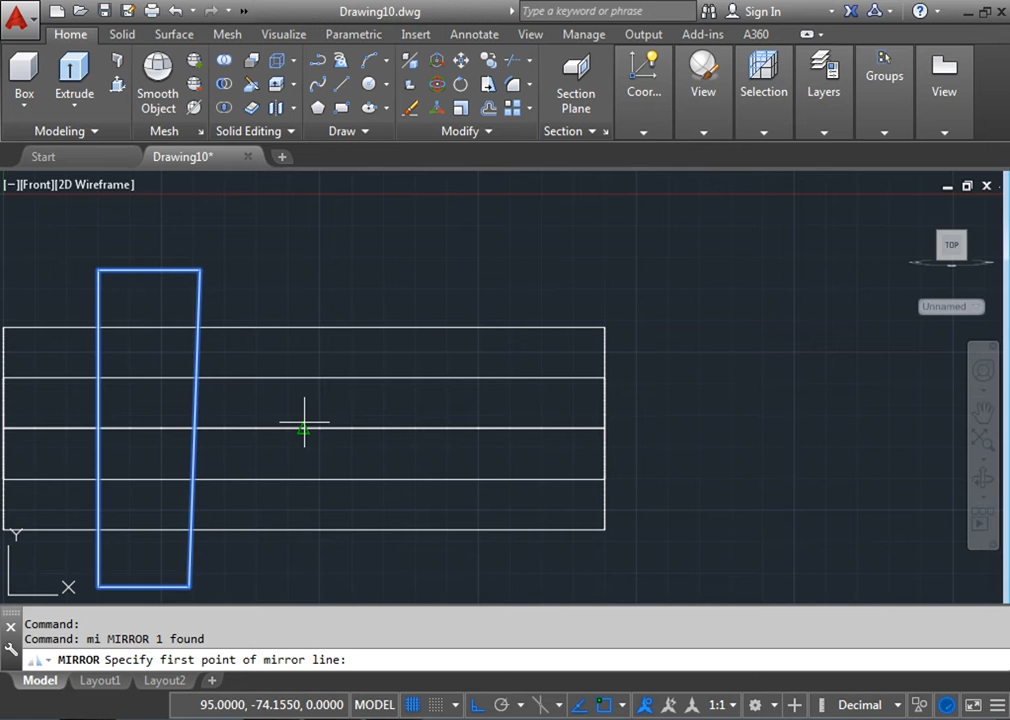 Drawing10.dwg
Type a keyword or phrase
Sign In
Home Solid Surface Mesh Visualize Parametric Insert Annotate View Manage Output Add-ins A360
Box Extrude Smooth Object Section Plane Coor... View Selection Layers Groups View
Modeling Mesh Solid Editing Draw Modify Section
Start Drawing10*
[−][Front][2D Wireframe]
TOP
Unnamed
Y
X
Command:
Command: mi MIRROR 1 found
MIRROR Specify first point of mirror line:
Model Layout1 Layout2
95.0000, -74.1550, 0.0000 MODEL 1:1 Decimal